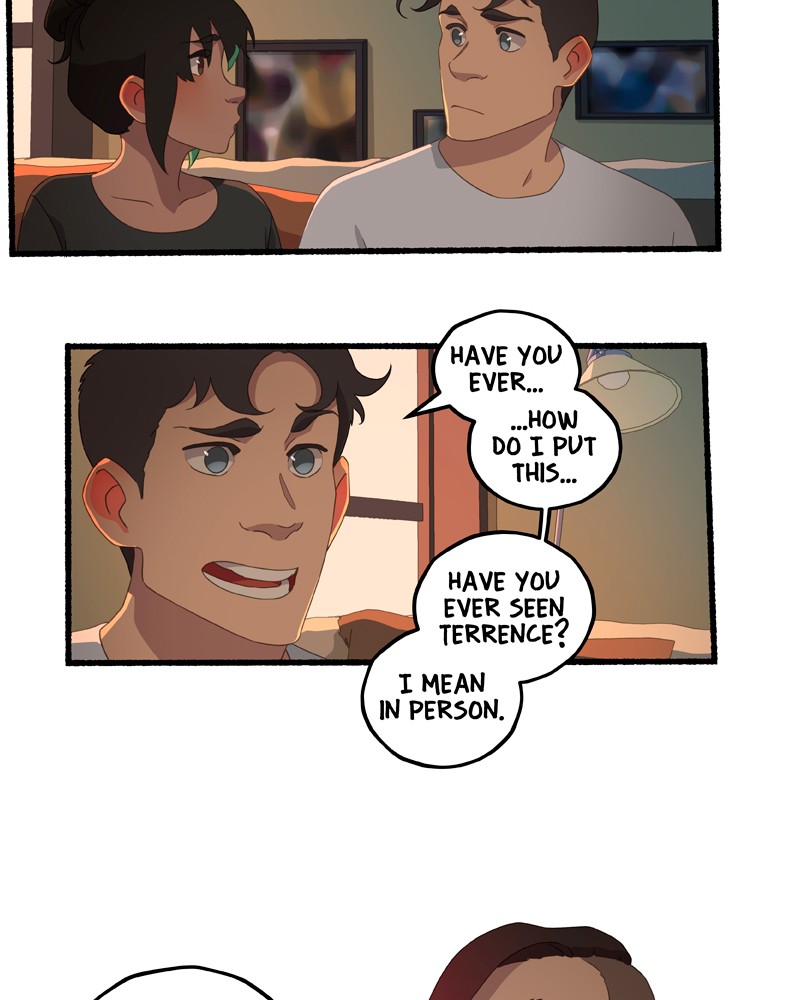 HAVE YOU
EVER...
...HOW
DO I PUT
THIS...
HAVE YOU
EVER SEEN
TERRENCE?
I MEAN
IN PERSON.